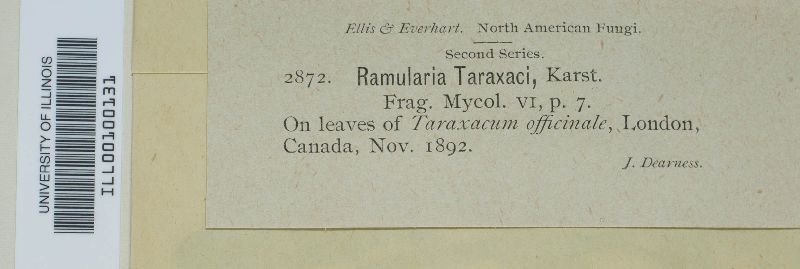 UNIVERSITY OF ILLINOIS
ILL00100131
Ellis & Everhart. North American Fungi.
Second Series.
2872. Ramularia Taraxaci, Karst.
Frag. Mycol. VI, p. 7.
On leaves of Taraxacum officinale, London,
Canada, Nov. 1892.
J. Dearness.